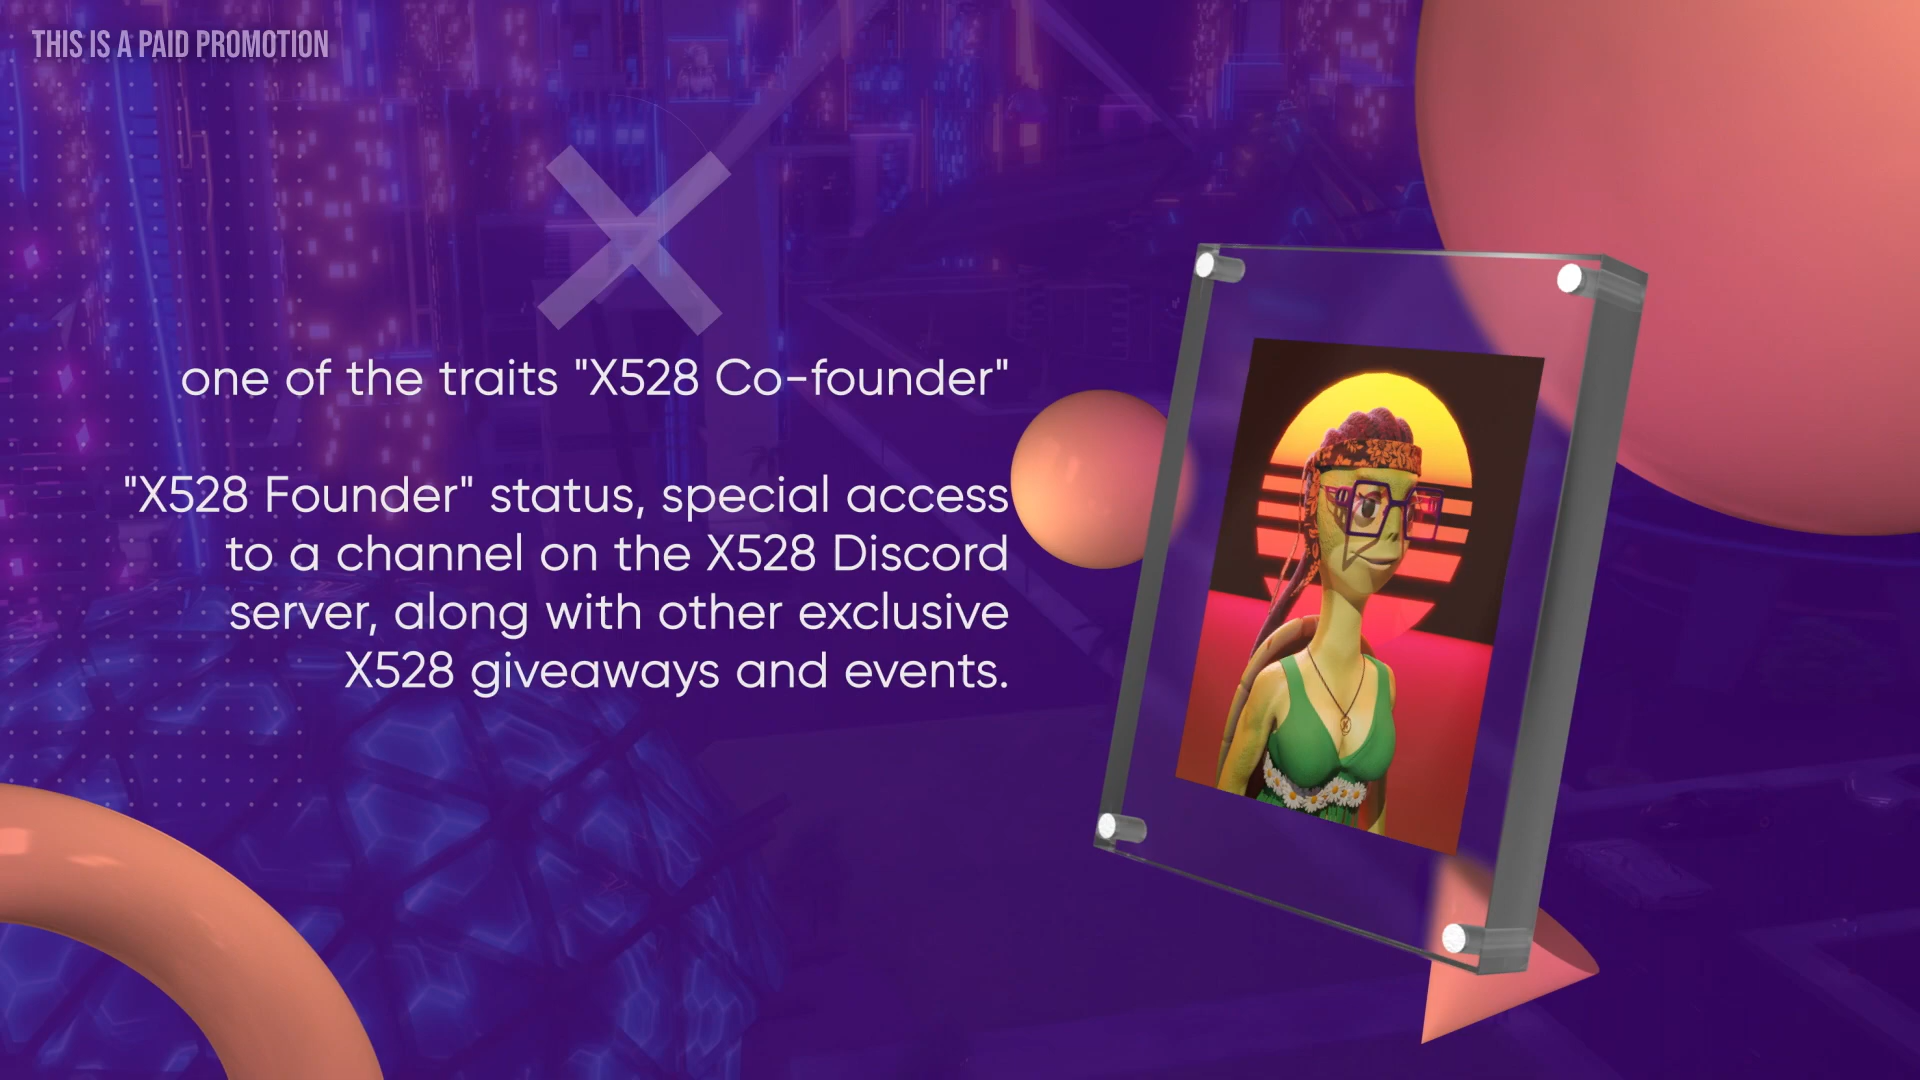 THIS IS A PAID PROMOTION
one of the traits "X528 Co-founder"
"X528 Founder" status, special access
to a channel on the X528 Discord
server, along with other exclusive
X528 giveaways and events.